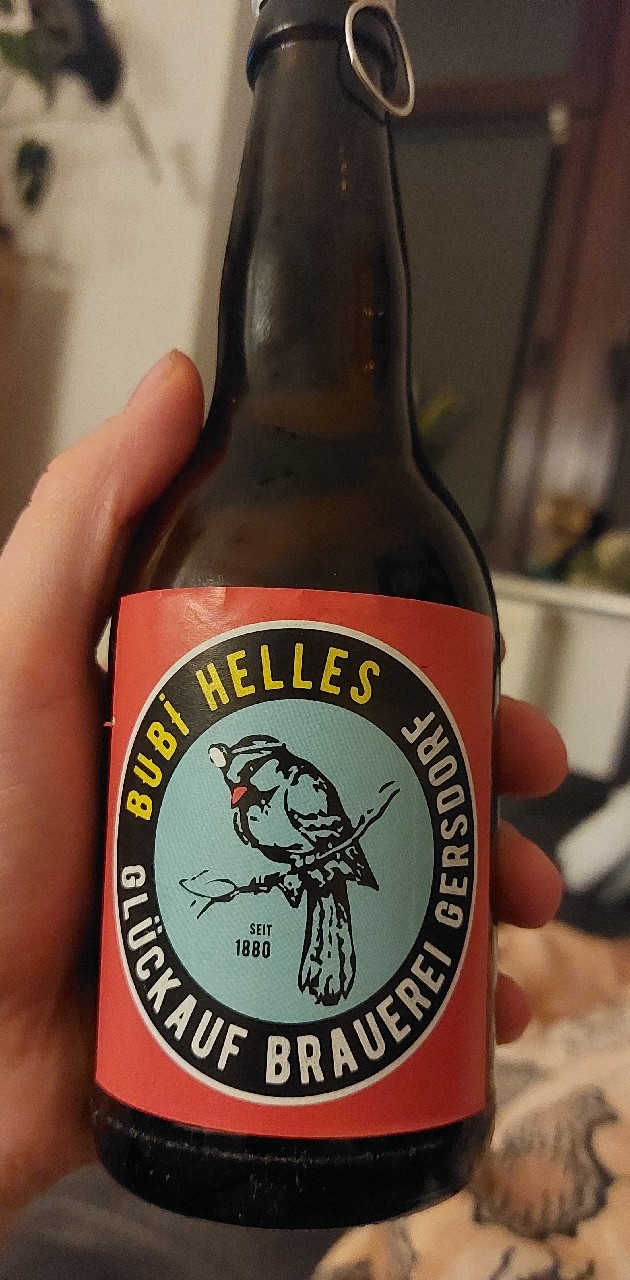 BUBi HELLES
SEIT
1880
GLÜCKAUF BRAUEREI GERSDORF